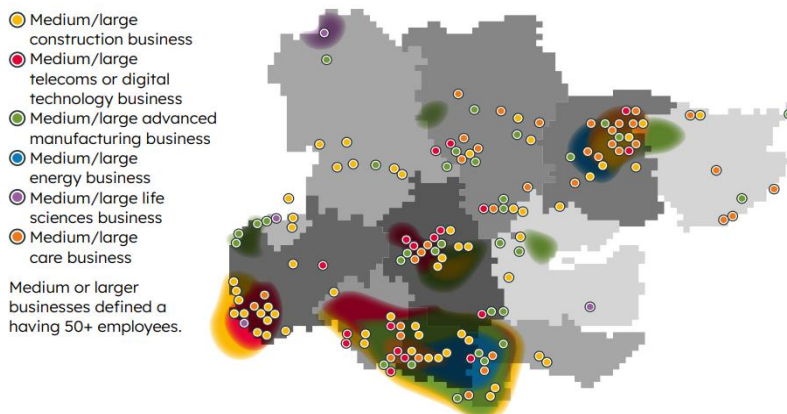 Medium/large
construction business
Medium/large
telecoms or digital
technology business
Medium/large advanced
manufacturing business
Medium/large
energy business
Medium/large life
sciences business
Medium/large
care business
Medium or larger
businesses defined a
having 50+ employees.